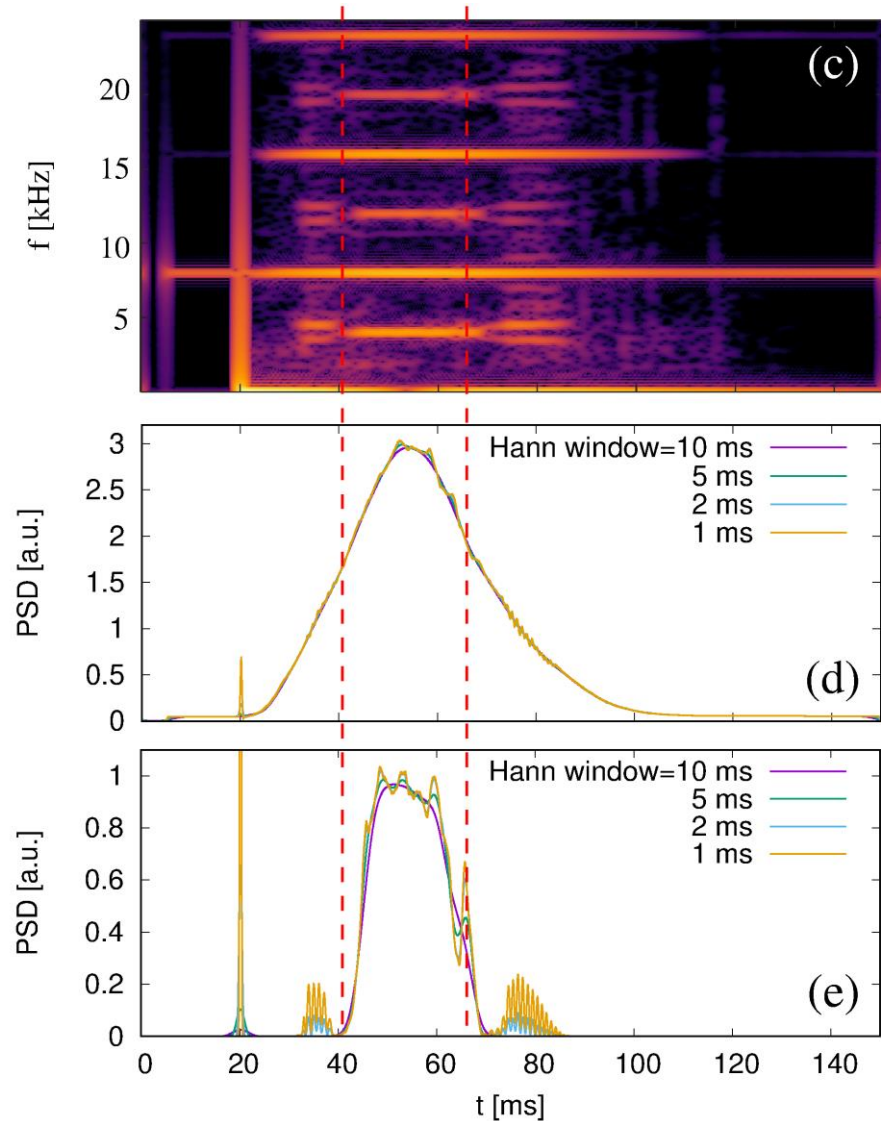 (c)
20
15
10
5
f [kHz]
3
2.5
2
1.5
1
0.5
0
PSD [a.u.]
Hann window=10 ms
5 ms
2 ms
1 ms
(d)
1
0.8
0.6
0.4
0.2
0
PSD [a.u.]
Hann window=10 ms
5 ms
2 ms
1 ms
(e)
0 20 40 60 80 100 120 140
t [ms]